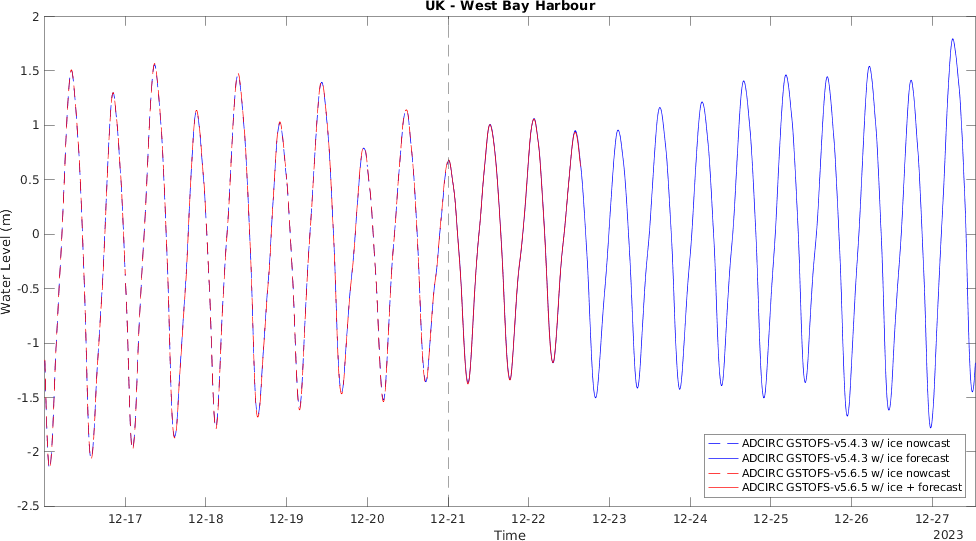 UK - West Bay Harbour
2
1.5
1
0.5
0
-0.5
-1
-1.5
-2
-2.5
Water Level (m)
12-17 12-18 12-19 12-20 12-21 12-22 12-23 12-24 12-25 12-26 12-27
Time
2023
ADCIRC GSTOFS-v5.4.3 w/ ice nowcast
ADCIRC GSTOFS-v5.4.3 w/ ice forecast
ADCIRC GSTOFS-v5.6.5 w/ ice nowcast
ADCIRC GSTOFS-v5.6.5 w/ ice + forecast